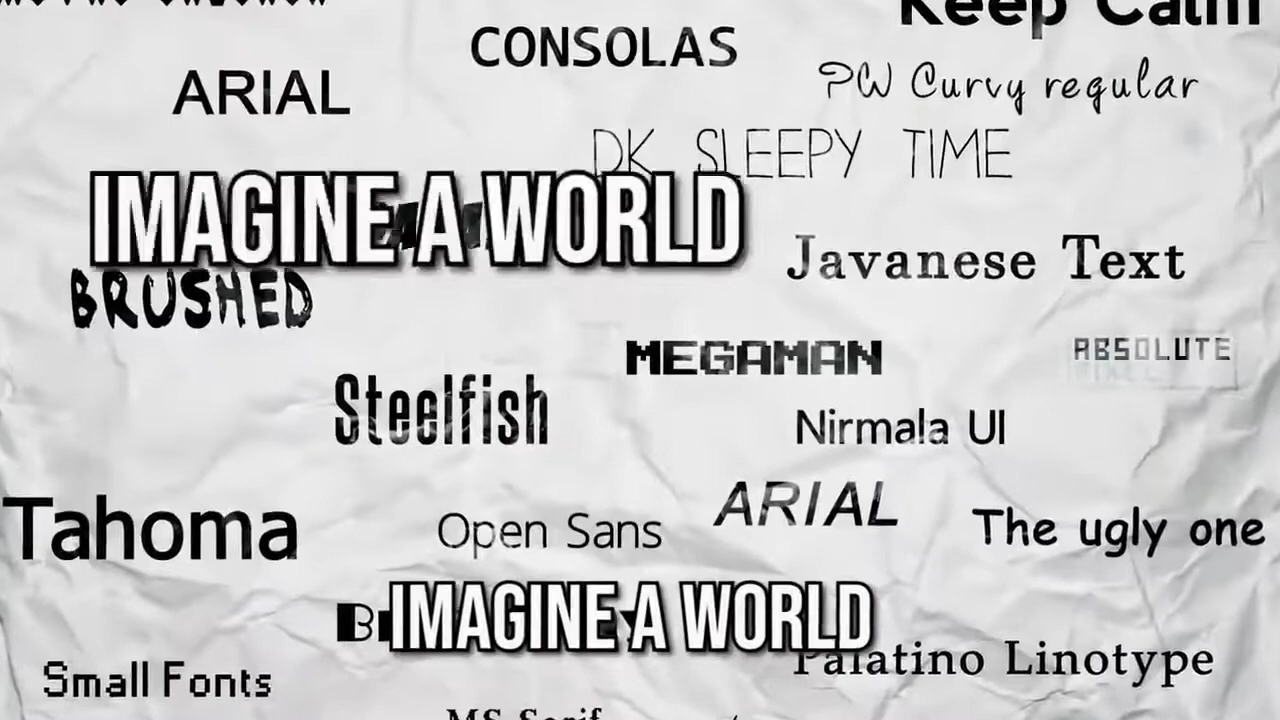 Keep Calm
CONSOLAS
ARIAL
PW Curvy regular
DK SLEEPY TIME
IMAGINE A WORLD
Javanese Text
BRUSHED
MEGAMAN
ABSOLUTE
Steelfish
Nirmala UI
ARIAL
Tahoma
Open Sans
The ugly one
IMAGINE A WORLD
Palatino Linotype
Small Fonts
MS Serif